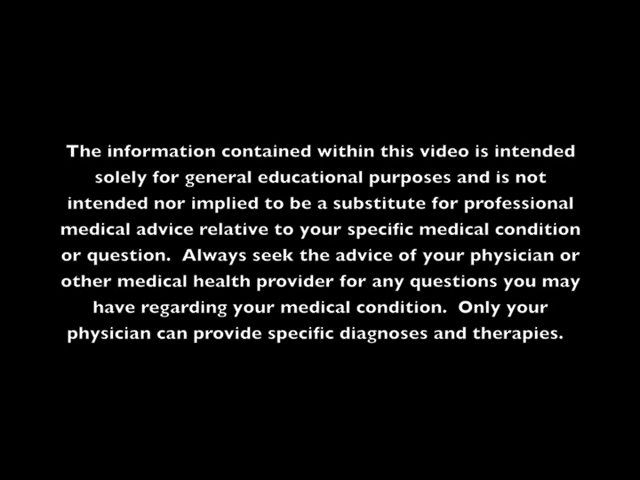 The information contained within this video is intended
solely for general educational purposes and is not
intended nor implied to be a substitute for professional
medical advice relative to your specific medical condition
or question.  Always seek the advice of your physician or
other medical health provider for any questions you may
have regarding your medical condition.  Only your
physician can provide specific diagnoses and therapies.